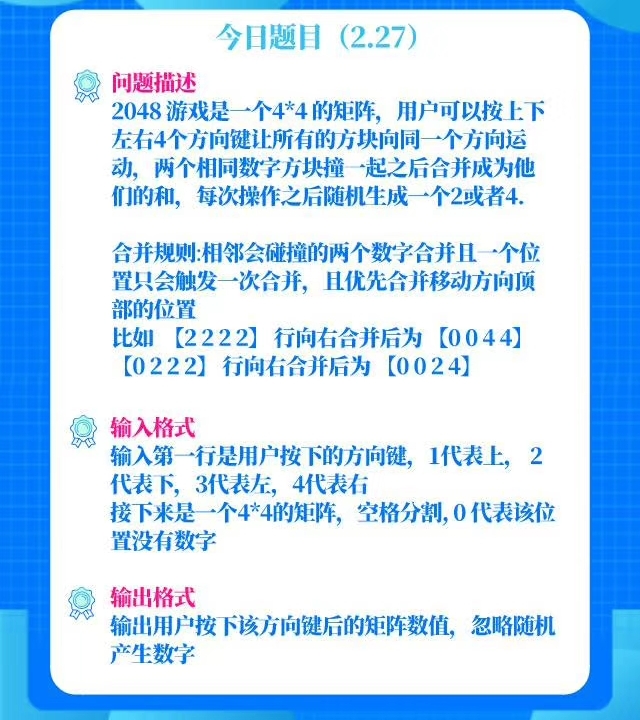 今日题目（2.27）
问题描述
2048 游戏是一个4*4 的矩阵，用户可以按上下
左右4个方向键让所有的方块向同一个方向运
动，两个相同数字方块撞一起之后合并成为他
们的和，每次操作之后随机生成一个2或者4.
合并规则:相邻会碰撞的两个数字合并且一个位
置只会触发一次合并，且优先合并移动方向顶
部的位置
比如 【2 2 2 2】 行向右合并后为 【0 0 4 4】
【0 2 2 2】 行向右合并后为 【0 0 2 4】
输入格式
输入第一行是用户按下的方向键，1代表上， 2
代表下，3代表左，4代表右
接下来是一个4*4的矩阵，空格分割, 0 代表该位
置没有数字
输出格式
输出用户按下该方向键后的矩阵数值，忽略随机
产生数字